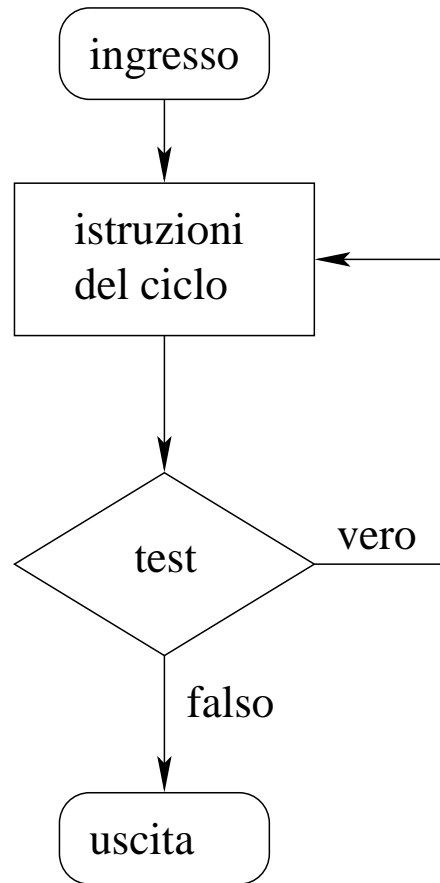 ingresso
istruzioni
del ciclo
test
vero
falso
uscita